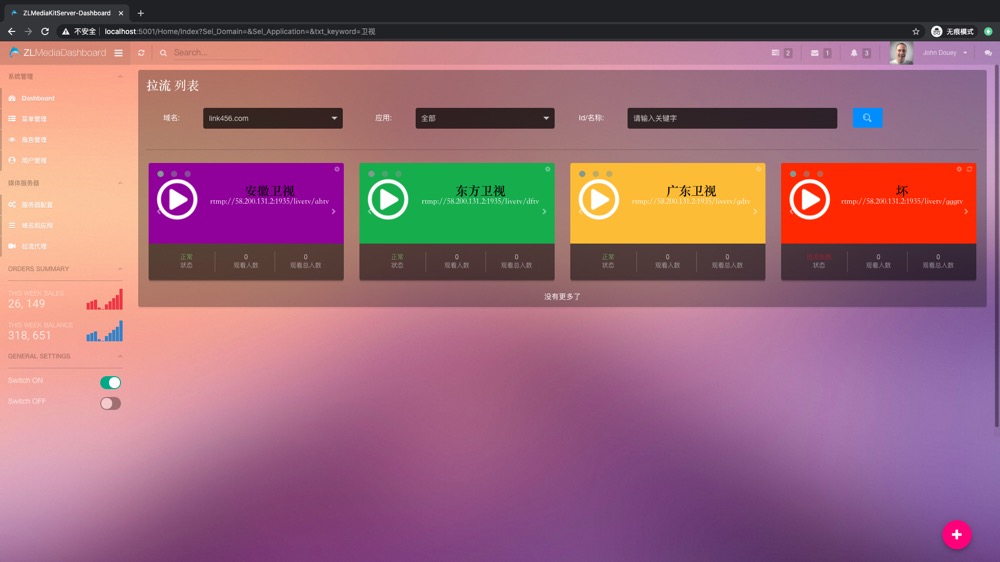 ZLMediaKitServer-Dashboard
不安全 localhost:5001/Home/Index?Sel_Domain=&Sel_Application=&txt_keyword=卫视
无痕模式
ZLMediaDashboard
Search...
2
1
3
John Douey
系统管理
Dashboard
菜单管理
角色管理
用户管理
媒体服务器
服务器配置
域名和应用
拉流代理
ORDERS SUMMARY
THIS WEEK SALES
26, 149
THIS WEEK BALANCE
318, 651
GENERAL SETTINGS
Switch ON
Switch OFF
拉流 列表
域名: link456.com 应用: 全部 Id/名称: 请输入关键字
安徽卫视
rtmp://58.200.131.2:1935/livetv/ahtv
正常 0 0
状态 观看人数 观看总人数
东方卫视
rtmp://58.200.131.2:1935/livetv/dftv
正常 0 0
状态 观看人数 观看总人数
广东卫视
rtmp://58.200.131.2:1935/livetv/gdtv
正常 0 0
状态 观看人数 观看总人数
坏
rtmp://58.200.131.2:1935/livetv/gggtv
0 0
状态 观看人数 观看总人数
没有更多了